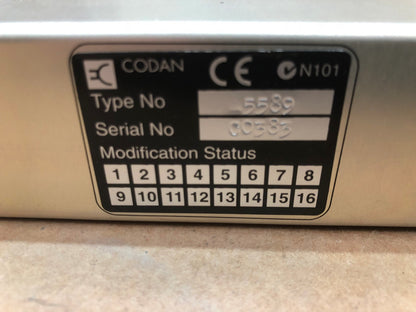 CODAN CE N101
Type No 5589
Serial No 00383
Modification Status
1 2 3 4 5 6 7 8
9 10 11 12 13 14 15 16